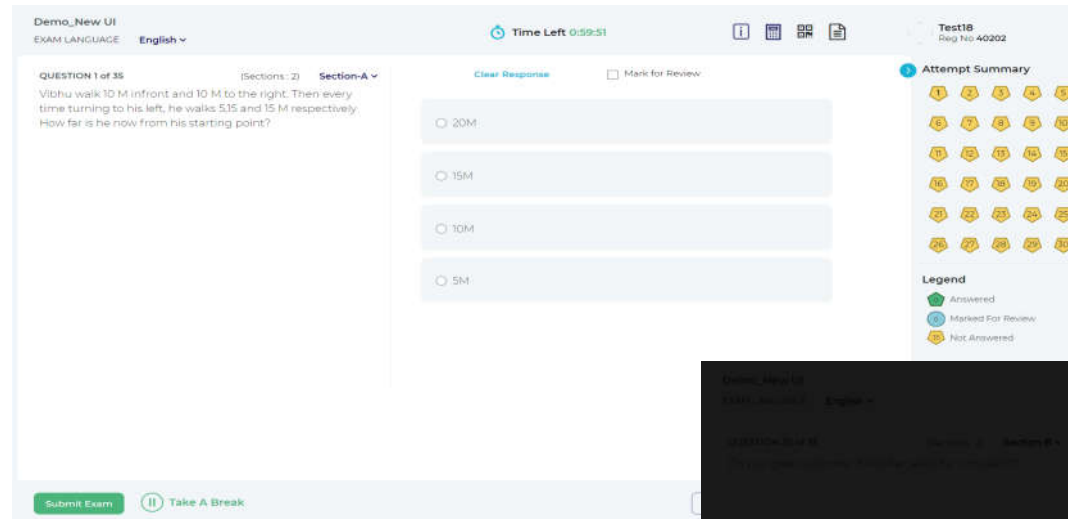 Demo_New UI
EXAM LANGUAGE English
Time Left 0:59:51
Test18
Reg No 40202
QUESTION 1 of 35 (Sections : 2) Section-A
Vibhu walk 10 M infront and 10 M to the right. Then every
time turning to his left, he walks 5,15 and 15 M respectively
How far is he now from his starting point?
Clear Response Mark for Review
20M
15M
10M
5M
Attempt Summary
1 2 3 4 5
6 7 8 9 10
11 12 13 14 15
16 17 18 19 20
21 22 23 24 25
26 27 28 29 30
Legend
Answered
Marked For Review
Not Answered
Submit Exam Take A Break
Demo_New UI
English
Section-B